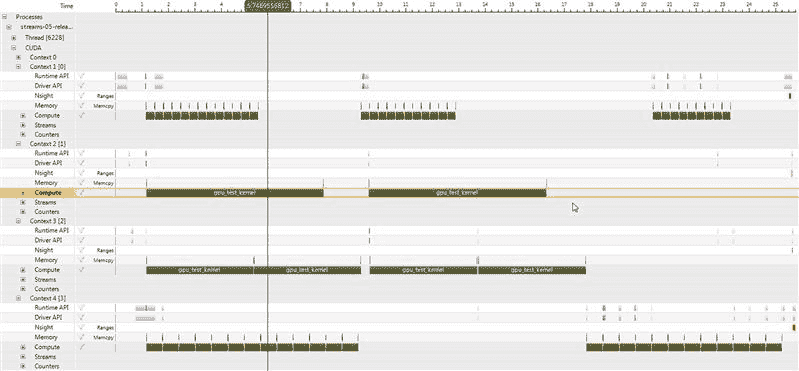 Time 0 1 2 3 4 5.7469556812 7 8 9 10 11 12 13 14 15 16 17 18 19 20 21 22 23 24 25
Processes
streams-05-relea...
Thread [6228]
CUDA
Context 0
Context 1 [0]
Runtime API
Driver API
Nsight Ranges
Memory Memcpy
Compute
Streams
Counters
Context 2 [1]
Runtime API
Driver API
Nsight Ranges
Memory Memcpy
Compute gpu_test_kernel gpu_test_kernel
Streams
Counters
Context 3 [2]
Runtime API
Driver API
Nsight Ranges
Memory Memcpy
Compute gpu_test_kernel gpu_test_kernel gpu_test_kernel gpu_test_kernel
Streams
Counters
Context 4 [3]
Runtime API
Driver API
Nsight Ranges
Memory Memcpy
Compute
Streams
Counters